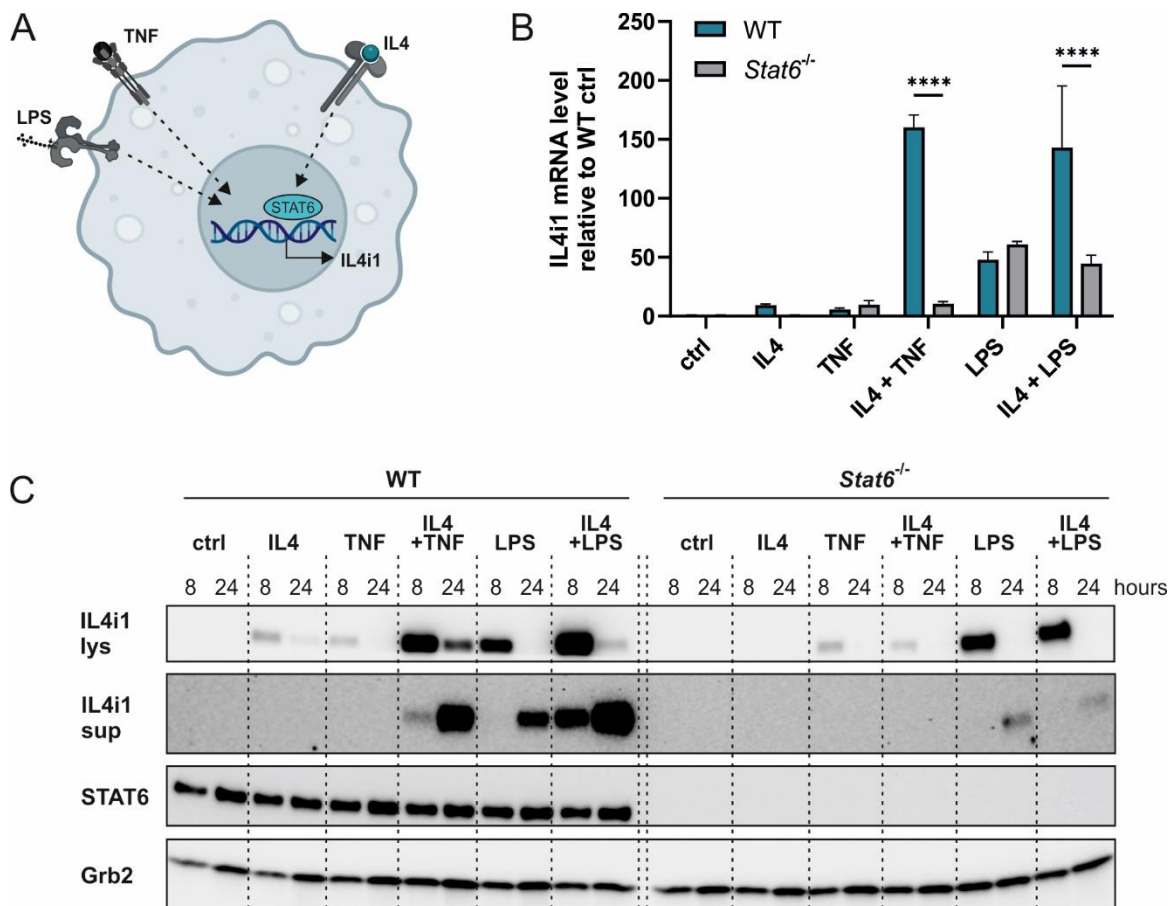 A
TNF
IL4
LPS
STAT6
IL4i1
B
IL4i1 mRNA level
relative to WT ctrl
250
200
150
100
50
0
WT
Stat6-/-
****
****
ctrl
IL4
TNF
IL4 + TNF
LPS
IL4 + LPS
C
WT
Stat6-/-
ctrl IL4 TNF IL4 +TNF LPS IL4 +LPS ctrl IL4 TNF IL4 +TNF LPS IL4 +LPS
8 24 8 24 8 24 8 24 8 24 8 24 8 24 8 24 8 24 8 24 8 24 8 24 hours
IL4i1
lys
IL4i1
sup
STAT6
Grb2